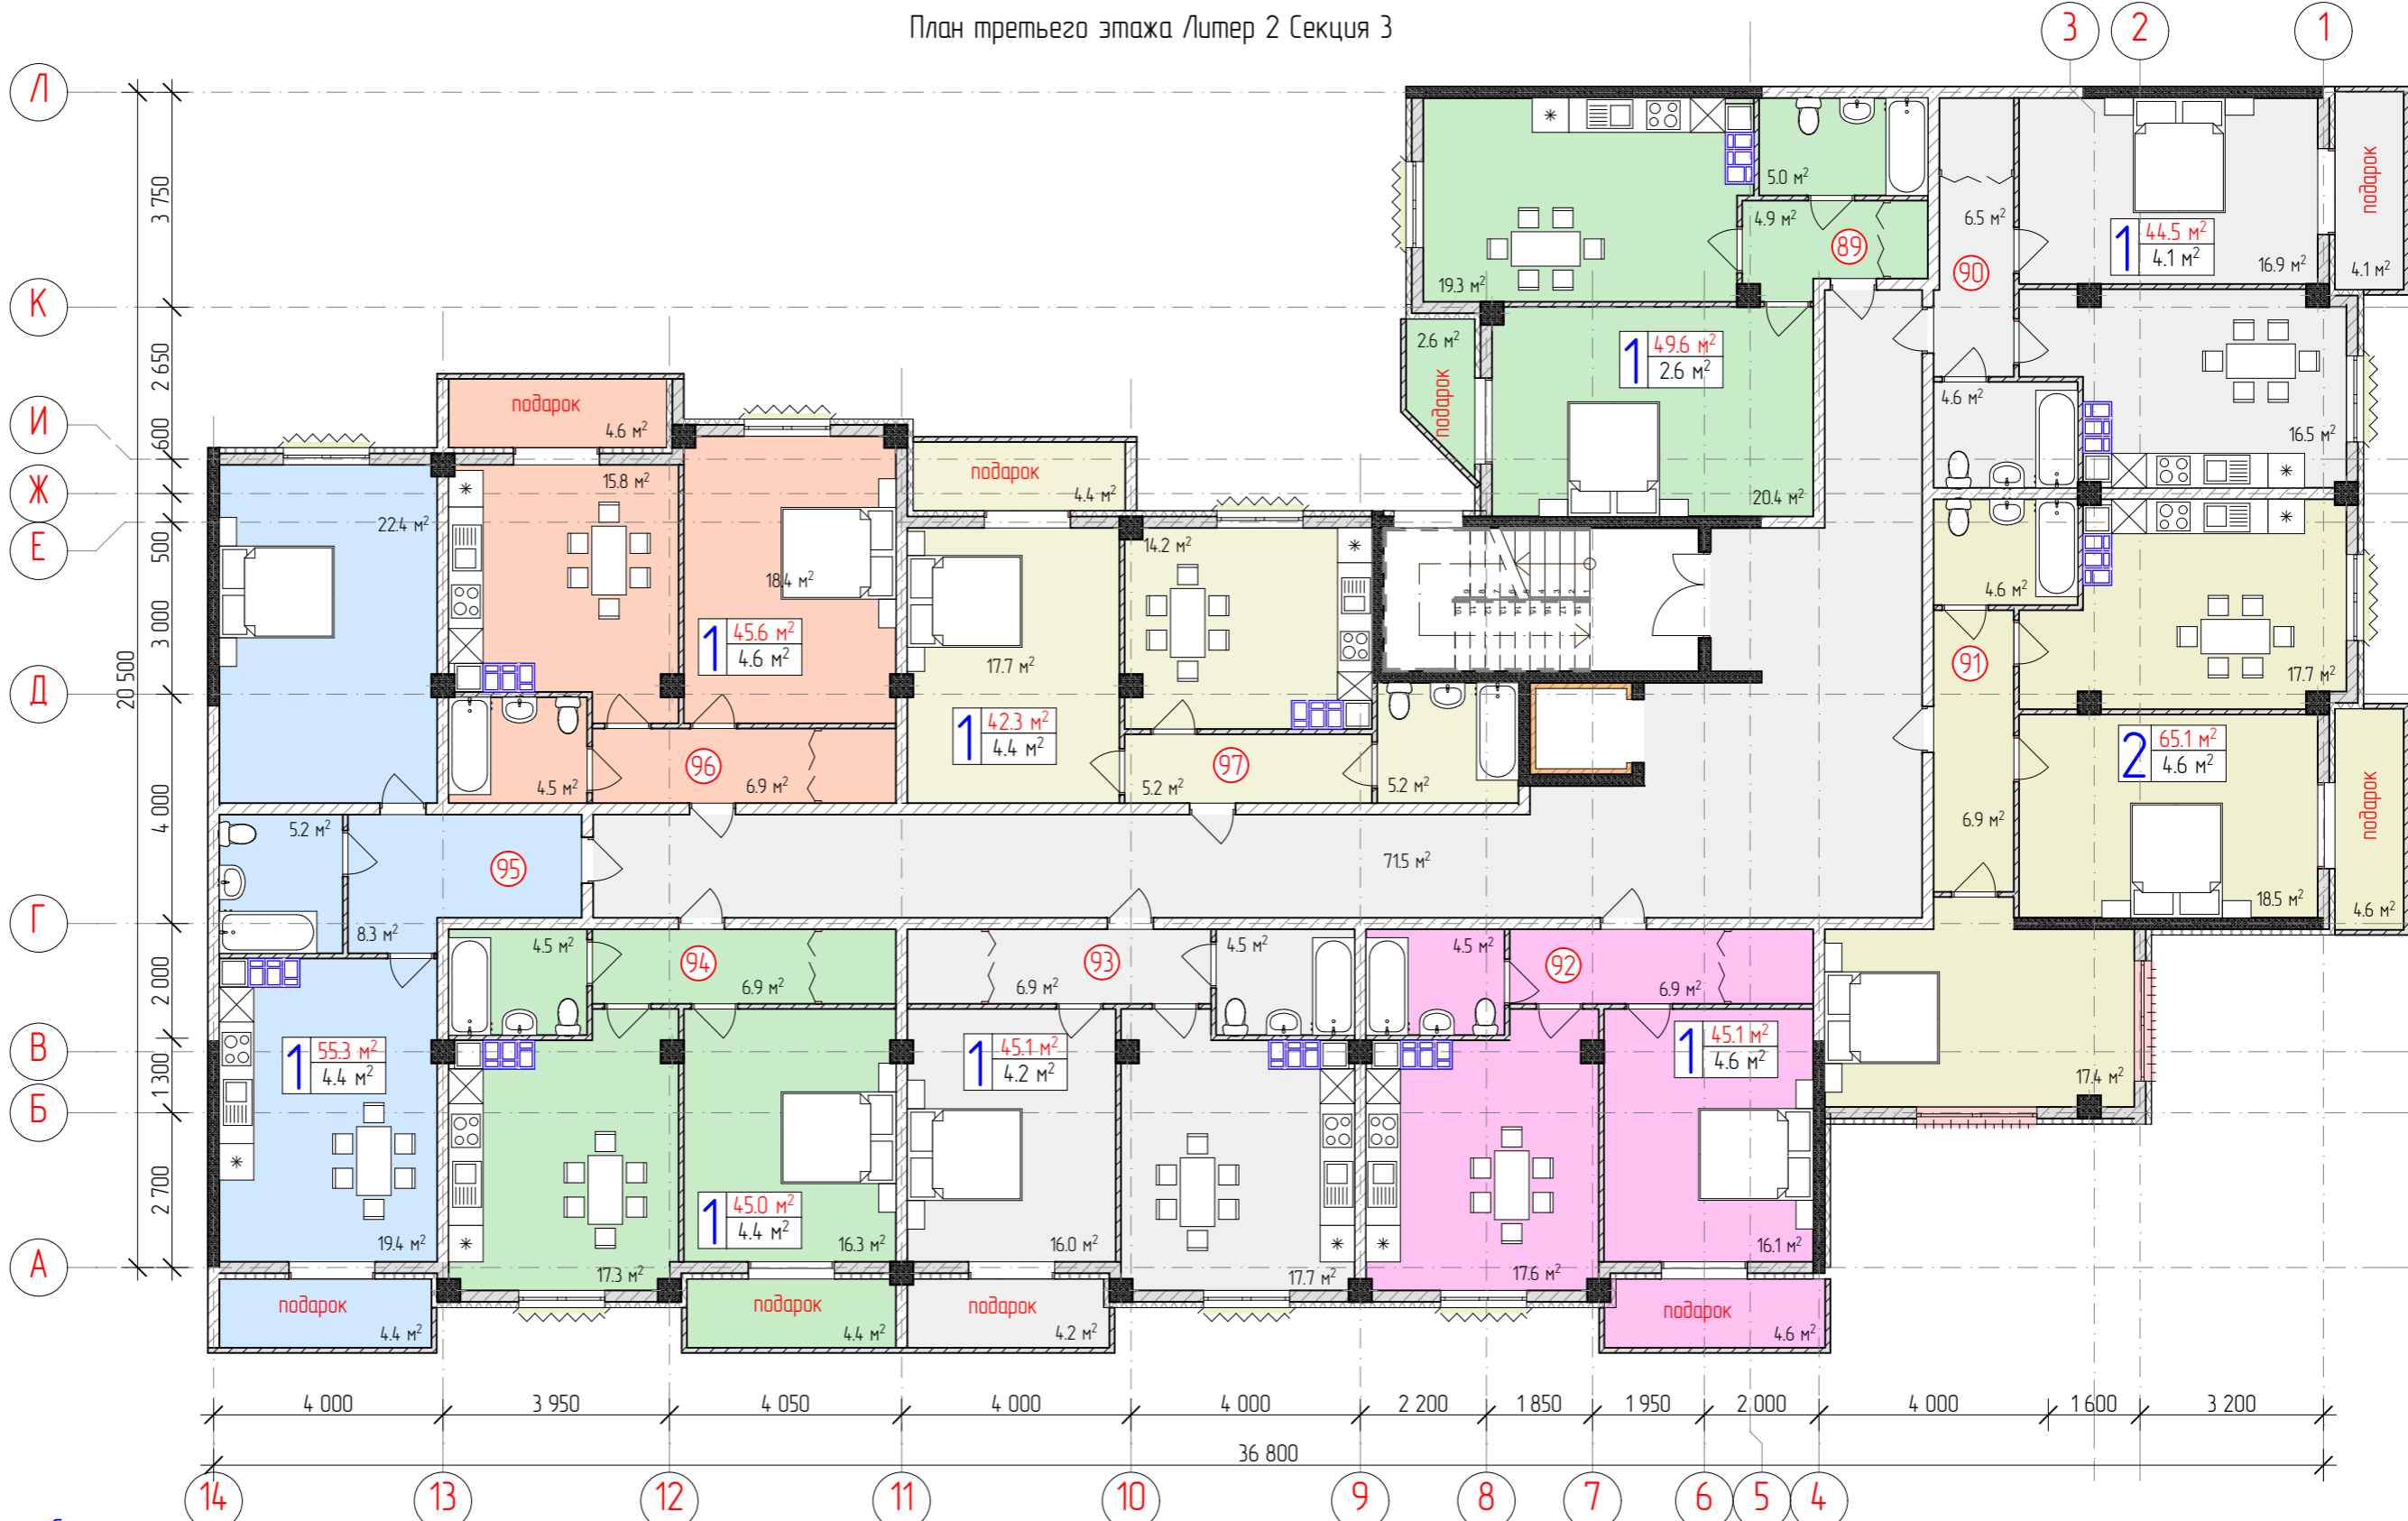 План третьего этажа Литер 2 Секция 3
3
2
1
Л
К
И
Ж
Е
Д
Г
В
Б
А
20 500
3 750
2 650
600
500
3 000
4 000
2 000
1 300
2 700
19.3 м²
5.0 м²
4.9 м²
89
2.6 м²
подарок
1 49.6 м²
2.6 м²
20.4 м²
6.5 м²
90
1 44.5 м²
4.1 м²
16.9 м²
подарок
4.1 м²
4.6 м²
16.5 м²
4.6 м²
91
17.7 м²
6.9 м²
2 65.1 м²
4.6 м²
18.5 м²
подарок
4.6 м²
17.4 м²
22.4 м²
подарок
4.6 м²
15.8 м²
18.4 м²
1 45.6 м²
4.6 м²
4.5 м²
96
6.9 м²
подарок
4.4 м²
17.7 м²
14.2 м²
1 42.3 м²
4.4 м²
97
5.2 м²
5.2 м²
71.5 м²
5.2 м²
95
8.3 м²
1 55.3 м²
4.4 м²
19.4 м²
подарок
4.4 м²
4.5 м²
94
6.9 м²
17.3 м²
1 45.0 м²
4.4 м²
16.3 м²
подарок
4.4 м²
93
6.9 м²
4.5 м²
1 45.1 м²
4.2 м²
16.0 м²
17.7 м²
подарок
4.2 м²
4.5 м²
92
6.9 м²
17.6 м²
1 45.1 м²
4.6 м²
16.1 м²
подарок
4.6 м²
4 000
3 950
4 050
4 000
4 000
2 200
1 850
1 950
2 000
4 000
1 600
3 200
36 800
14
13
12
11
10
9
8
7
6
5
4